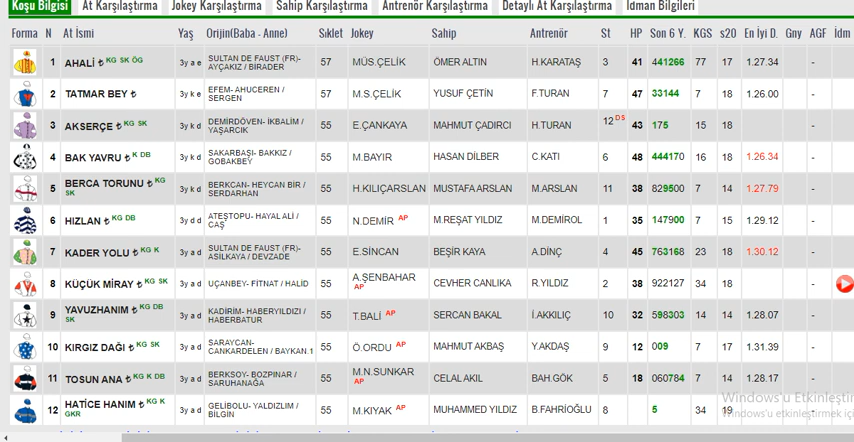 Koşu Bilgisi At Karşılaştırma Jokey Karşılaştırma Sahip Karşılaştırma Antrenör Karşılaştırma Detaylı At Karşılaştırma İdman Bilgileri
Forma N At İsmi Yaş Orijin(Baba - Anne) Sıklet Jokey Sahip Antrenör St HP Son 6 Y. KGS s20 En İyi D. Gny AGF İdm
1 AHALİ ₺ KG SK ÖG 3y a e SULTAN DE FAUST (FR)- AYÇAKIZ / BIRADER 57 MÜS.ÇELİK ÖMER ALTIN H.KARATAŞ 3 41 441266 77 17 1.27.34 -
2 TATMAR BEY ₺ 3y k e EFEM- AHUCEREN / SERGEN 57 M.S.ÇELİK YUSUF ÇETİN F.TURAN 7 47 33144 7 18 1.26.00 -
3 AKSERÇE ₺ KG SK 3y k d DEMİRDÖVEN- İKBALİM / YAŞARCIK 55 E.ÇANKAYA MAHMUT ÇADIRCI H.TURAN 12 DS 43 175 15 18 -
4 BAK YAVRU ₺ K DB 3y k d SAKARBAŞI- BAKKIZ / GOBAKBEY 55 M.BAYIR HASAN DİLBER C.KATI 6 48 444170 16 18 1.26.34 -
5 BERCA TORUNU ₺ KG SK 3y k d BERKCAN- HEYCAN BİR / SERDARHAN 55 H.KILIÇARSLAN MUSTAFA ARSLAN M.ARSLAN 11 38 829500 7 14 1.27.79 -
6 HIZLAN ₺ KG DB 3y d d ATEŞTOPU- HAYAL ALİ / CAŞ 55 N.DEMİR AP M.REŞAT YILDIZ M.DEMİROL 1 35 147900 7 15 1.29.12 -
7 KADER YOLU ₺ KG K 3y a d SULTAN DE FAUST (FR)- ASİLKAYA / DEVZADE 55 E.SİNCAN BEŞİR KAYA A.DİNÇ 4 45 763168 23 18 1.30.12 -
8 KÜÇÜK MİRAY ₺ KG SK 3y a d UÇANBEY- FİTNAT / HALİD 55 A.ŞENBAHAR AP CEVHER CANLIKA R.YILDIZ 2 38 922127 34 18 -
9 YAVUZHANIM ₺ KG DB SK 3y a d KADİRİM- HABERYILDIZI / HABERBATUR 55 T.BALİ AP SERCAN BAKAL İ.AKKILIÇ 10 32 598303 14 14 1.28.07 -
10 KIRGIZ DAĞI ₺ KG SK 3y a d SARAYCAN- CANKARDELEN / BAYKAN.1 55 Ö.ORDU AP MAHMUT AKBAŞ Y.AKDAŞ 9 12 009 7 17 1.31.39 -
11 TOSUN ANA ₺ KG K DB 3y a d BERKSOY- BOZPINAR / SARUHANAĞA 55 M.N.SUNKAR AP CELAL AKIL BAH.GÖK 5 18 060784 7 14 1.28.17 -
12 HATİCE HANIM ₺ KG K GKR 3y a d GELİBOLU- YALDIZLIM / BİLGİN 55 M.KIYAK AP MUHAMMED YILDIZ B.FAHRİOĞLU 8 5 34 19 -
Windows'u Etkinleştir
Windows'u etkinleştirmek içi